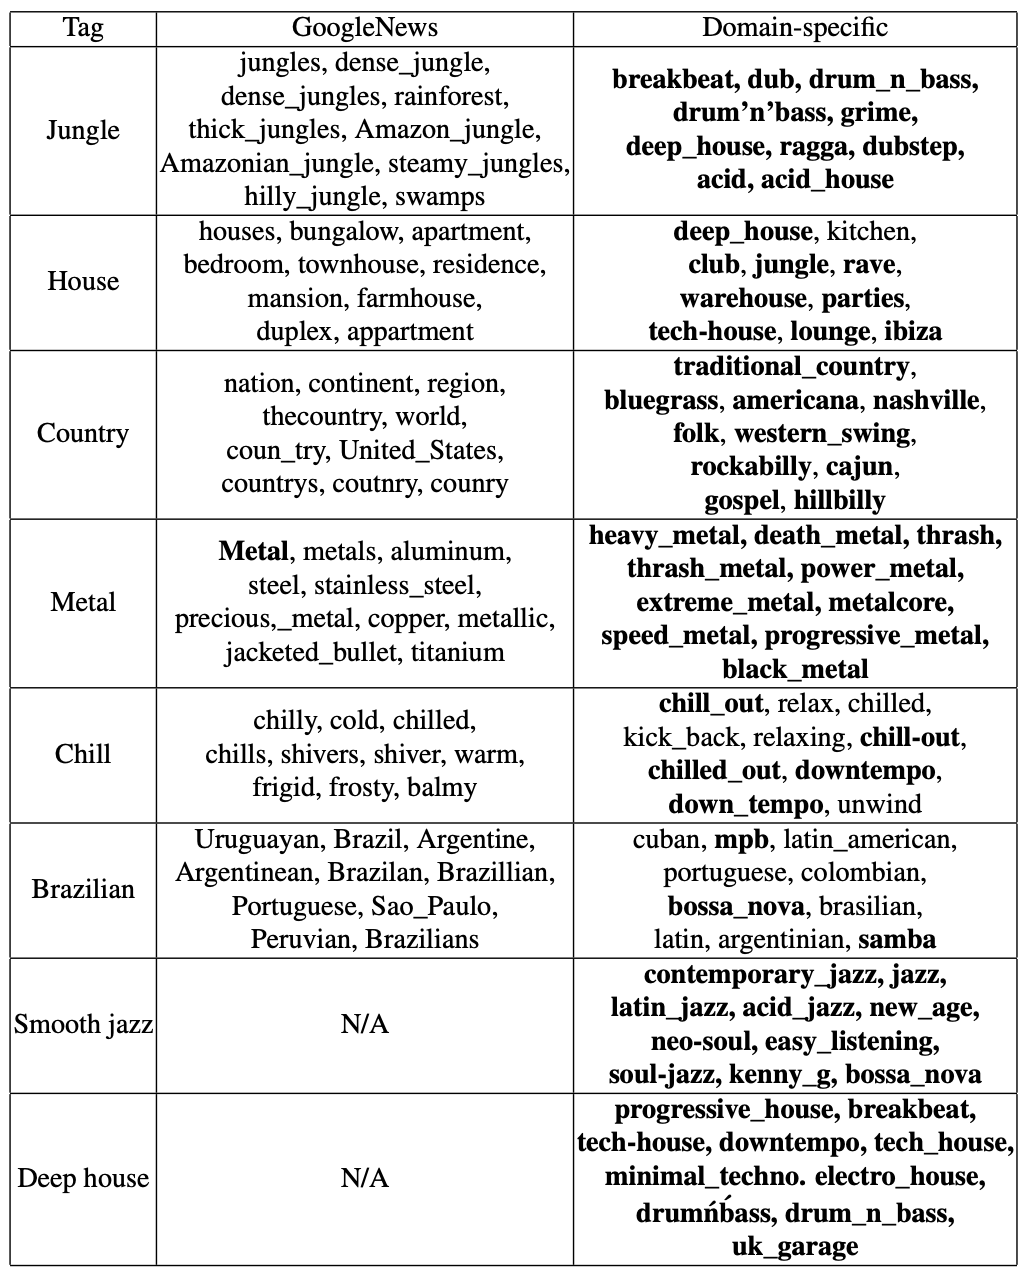 Tag GoogleNews Domain-specific
Jungle
jungles, dense_jungle,
dense_jungles, rainforest,
thick_jungles, Amazon_jungle,
Amazonian_jungle, steamy_jungles,
hilly_jungle, swamps
breakbeat, dub, drum_n_bass,
drum’n’bass, grime,
deep_house, ragga, dubstep,
acid, acid_house
House
houses, bungalow, apartment,
bedroom, townhouse, residence,
mansion, farmhouse,
duplex, appartment
deep_house, kitchen,
club, jungle, rave,
warehouse, parties,
tech-house, lounge, ibiza
Country
nation, continent, region,
thecountry, world,
coun_try, United_States,
countrys, coutnry, counry
traditional_country,
bluegrass, americana, nashville,
folk, western_swing,
rockabilly, cajun,
gospel, hillbilly
Metal
Metal, metals, aluminum,
steel, stainless_steel,
precious,_metal, copper, metallic,
jacketed_bullet, titanium
heavy_metal, death_metal, thrash,
thrash_metal, power_metal,
extreme_metal, metalcore,
speed_metal, progressive_metal,
black_metal
Chill
chilly, cold, chilled,
chills, shivers, shiver, warm,
frigid, frosty, balmy
chill_out, relax, chilled,
kick_back, relaxing, chill-out,
chilled_out, downtempo,
down_tempo, unwind
Brazilian
Uruguayan, Brazil, Argentine,
Argentinean, Brazilan, Brazillian,
Portuguese, Sao_Paulo,
Peruvian, Brazilians
cuban, mpb, latin_american,
portuguese, colombian,
bossa_nova, brasilian,
latin, argentinian, samba
Smooth jazz
N/A
contemporary_jazz, jazz,
latin_jazz, acid_jazz, new_age,
neo-soul, easy_listening,
soul-jazz, kenny_g, bossa_nova
Deep house
N/A
progressive_house, breakbeat,
tech-house, downtempo, tech_house,
minimal_techno. electro_house,
drumńb́ass, drum_n_bass,
uk_garage